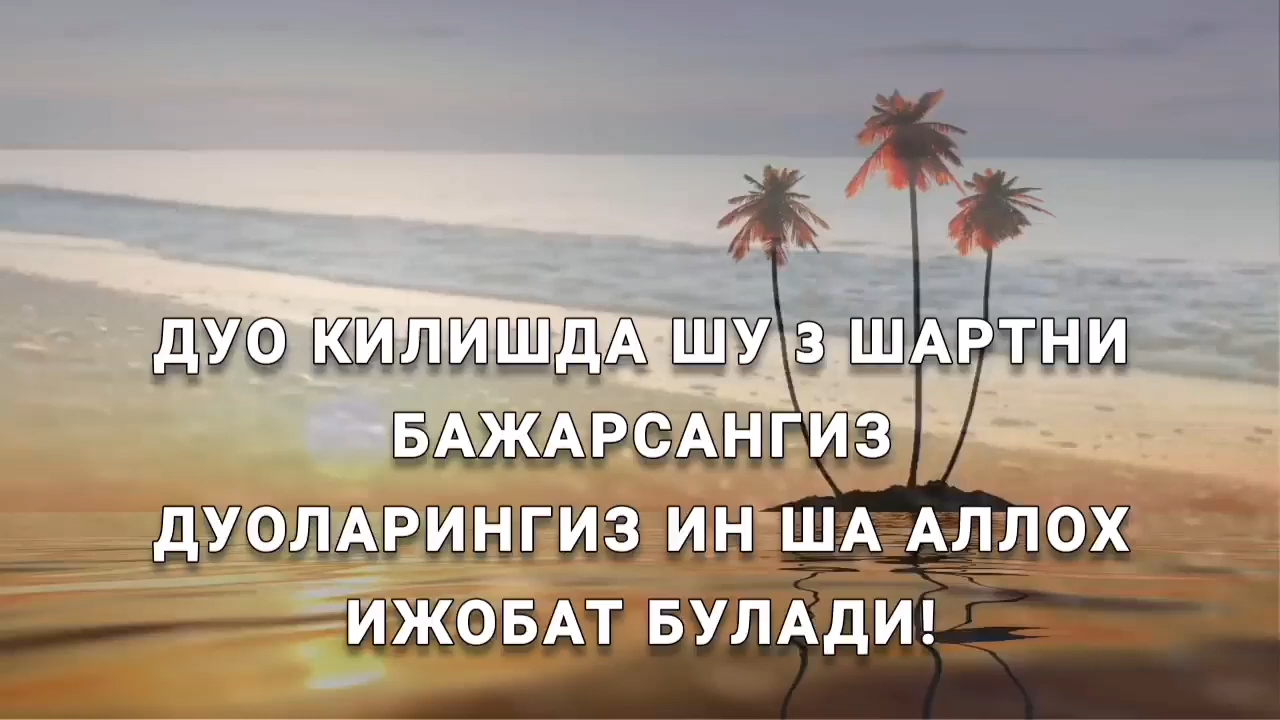 ДУО КИЛИШДА ШУ 3 ШАРТНИ
БАЖАРСАНГИЗ
ДУОЛАРИНГИЗ ИН ША АЛЛОХ
ИЖОБАТ БУЛАДИ!